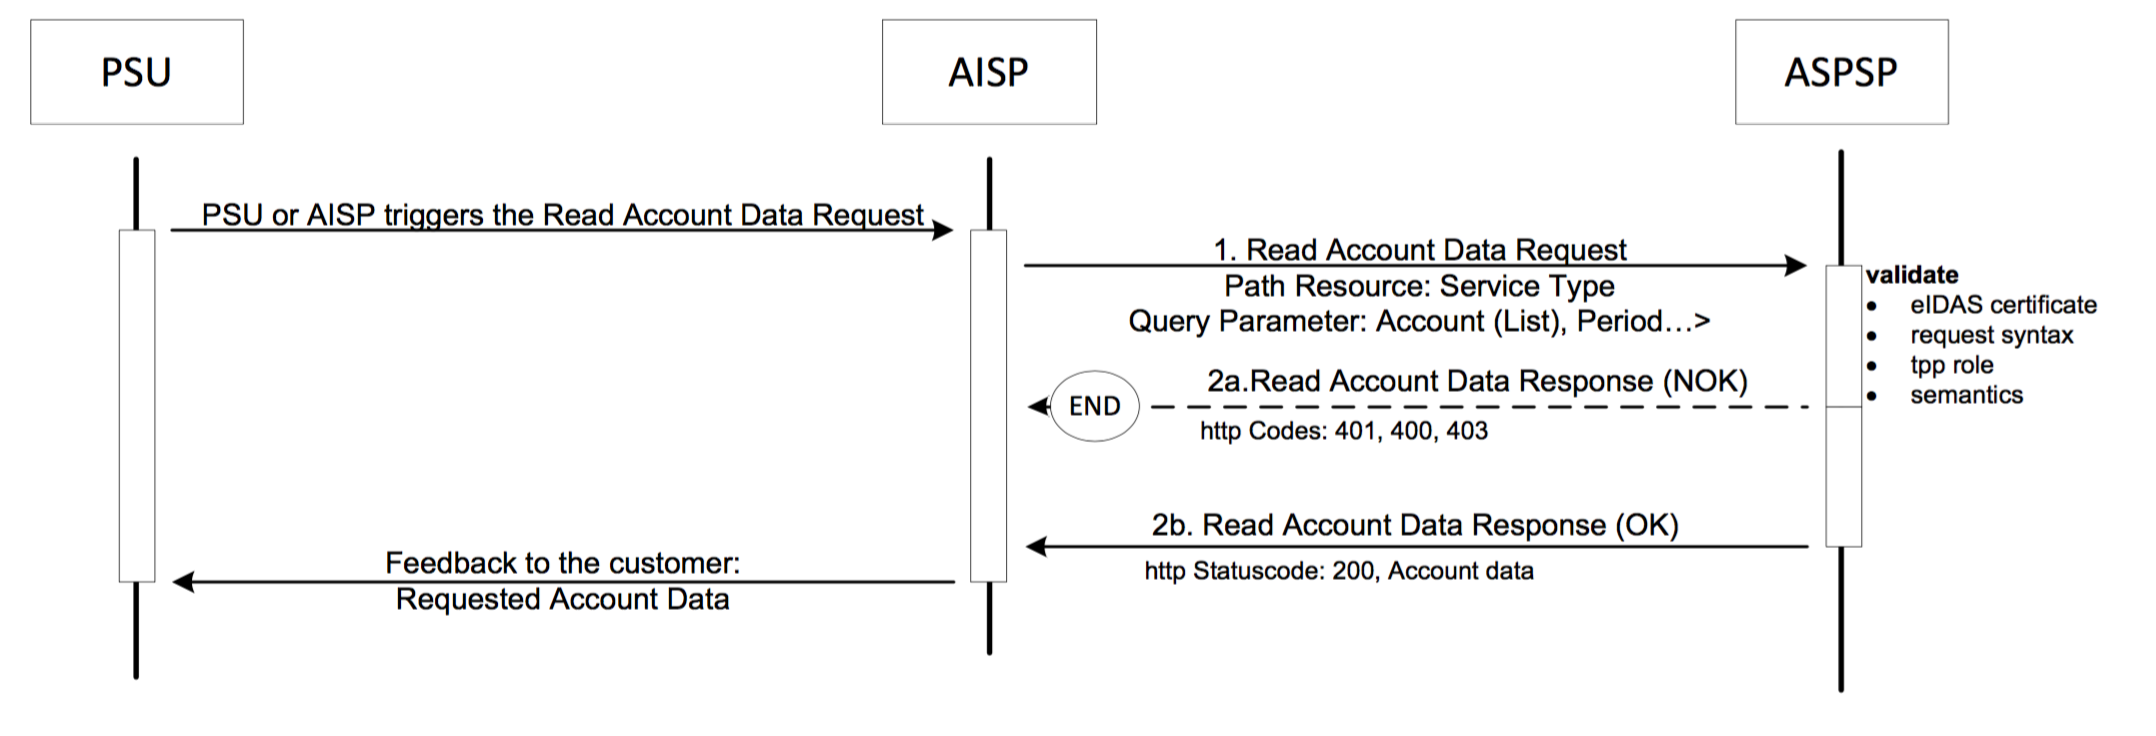 PSU
AISP
ASPSP
PSU or AISP triggers the Read Account Data Request
1. Read Account Data Request
Path Resource: Service Type
Query Parameter: Account (List), Period…>
validate
• eIDAS certificate
• request syntax
• tpp role
• semantics
2a.Read Account Data Response (NOK)
END
http Codes: 401, 400, 403
2b. Read Account Data Response (OK)
http Statuscode: 200, Account data
Feedback to the customer:
Requested Account Data